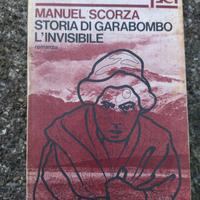 MANUEL SCORZA
STORIA DI GARABOMBO
L'INVISIBILE
romanzo